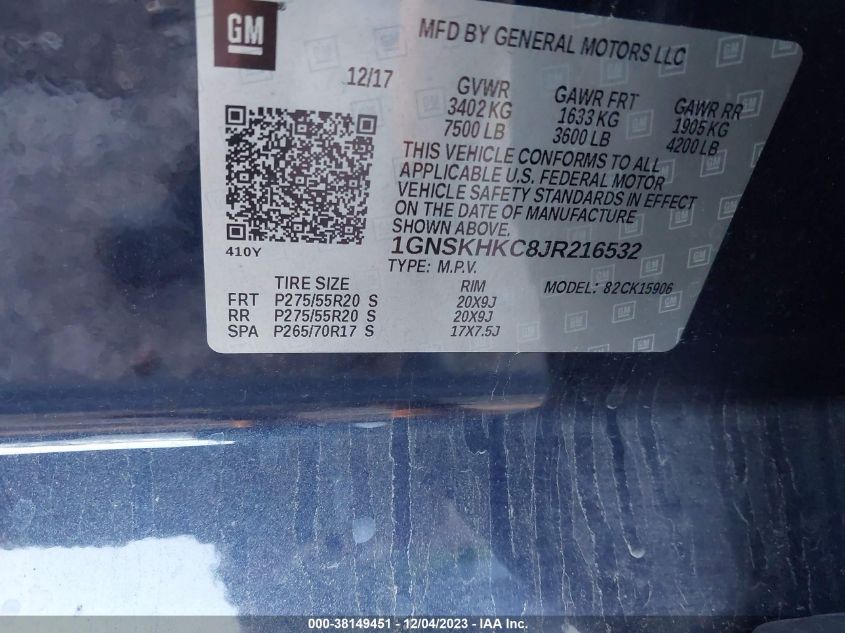 GM
MFD BY GENERAL MOTORS LLC
12/17
GVWR
3402 KG
7500 LB
GAWR FRT
1633 KG
3600 LB
GAWR RR
1905 KG
4200 LB
THIS VEHICLE CONFORMS TO ALL
APPLICABLE U.S. FEDERAL MOTOR
VEHICLE SAFETY STANDARDS IN EFFECT
ON THE DATE OF MANUFACTURE
SHOWN ABOVE.
410Y
1GNSKHKC8JR216532
TYPE: M.P.V.
MODEL: 82CK15906
TIRE SIZE RIM
FRT P275/55R20 S 20X9J
RR P275/55R20 S 20X9J
SPA P265/70R17 S 17X7.5J
000-38149451 - 12/04/2023 - IAA Inc.